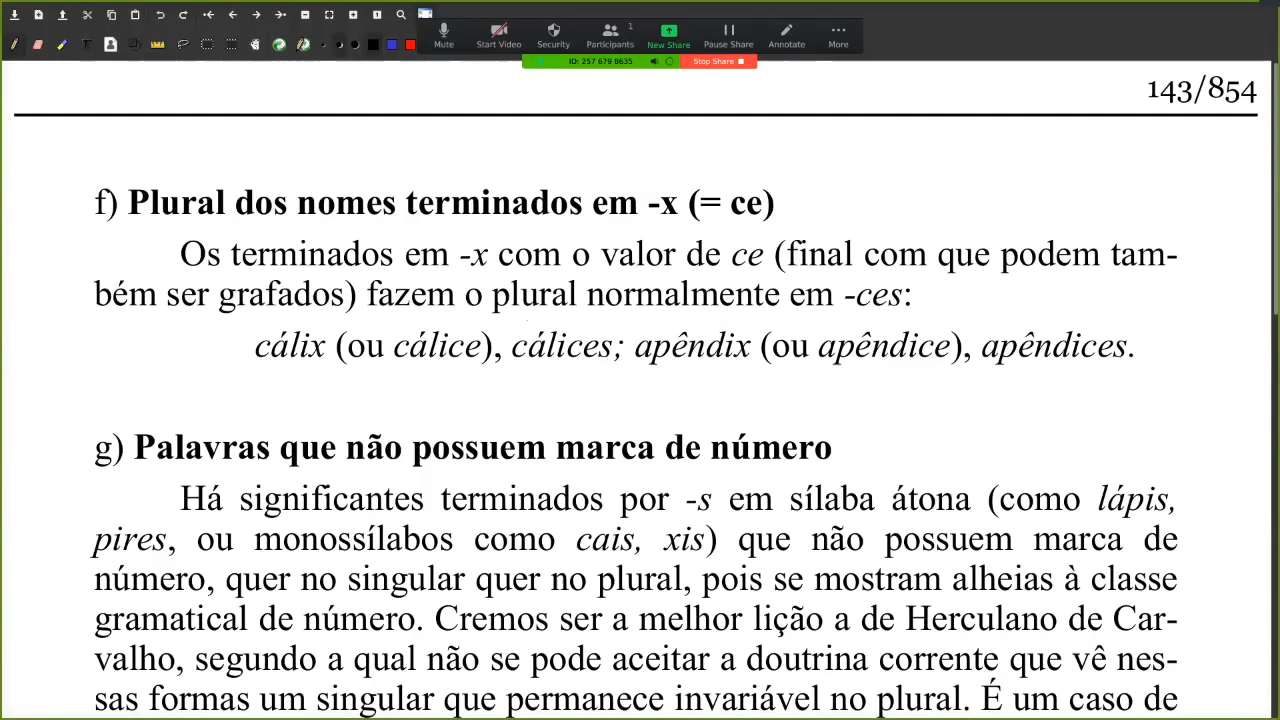 1
Mute
Start Video
Security
Participants
New Share
Pause Share
Annotate
More
ID: 257 679 8635
Stop Share
143/854
f) Plural dos nomes terminados em -x (= ce)
Os terminados em -x com o valor de ce (final com que podem tam-
bém ser grafados) fazem o plural normalmente em -ces:
cálix (ou cálice), cálices; apêndix (ou apêndice), apêndices.
g) Palavras que não possuem marca de número
Há significantes terminados por -s em sílaba átona (como lápis,
pires, ou monossílabos como cais, xis) que não possuem marca de
número, quer no singular quer no plural, pois se mostram alheias à classe
gramatical de número. Cremos ser a melhor lição a de Herculano de Car-
valho, segundo a qual não se pode aceitar a doutrina corrente que vê nes-
sas formas um singular que permanece invariável no plural. É um caso de